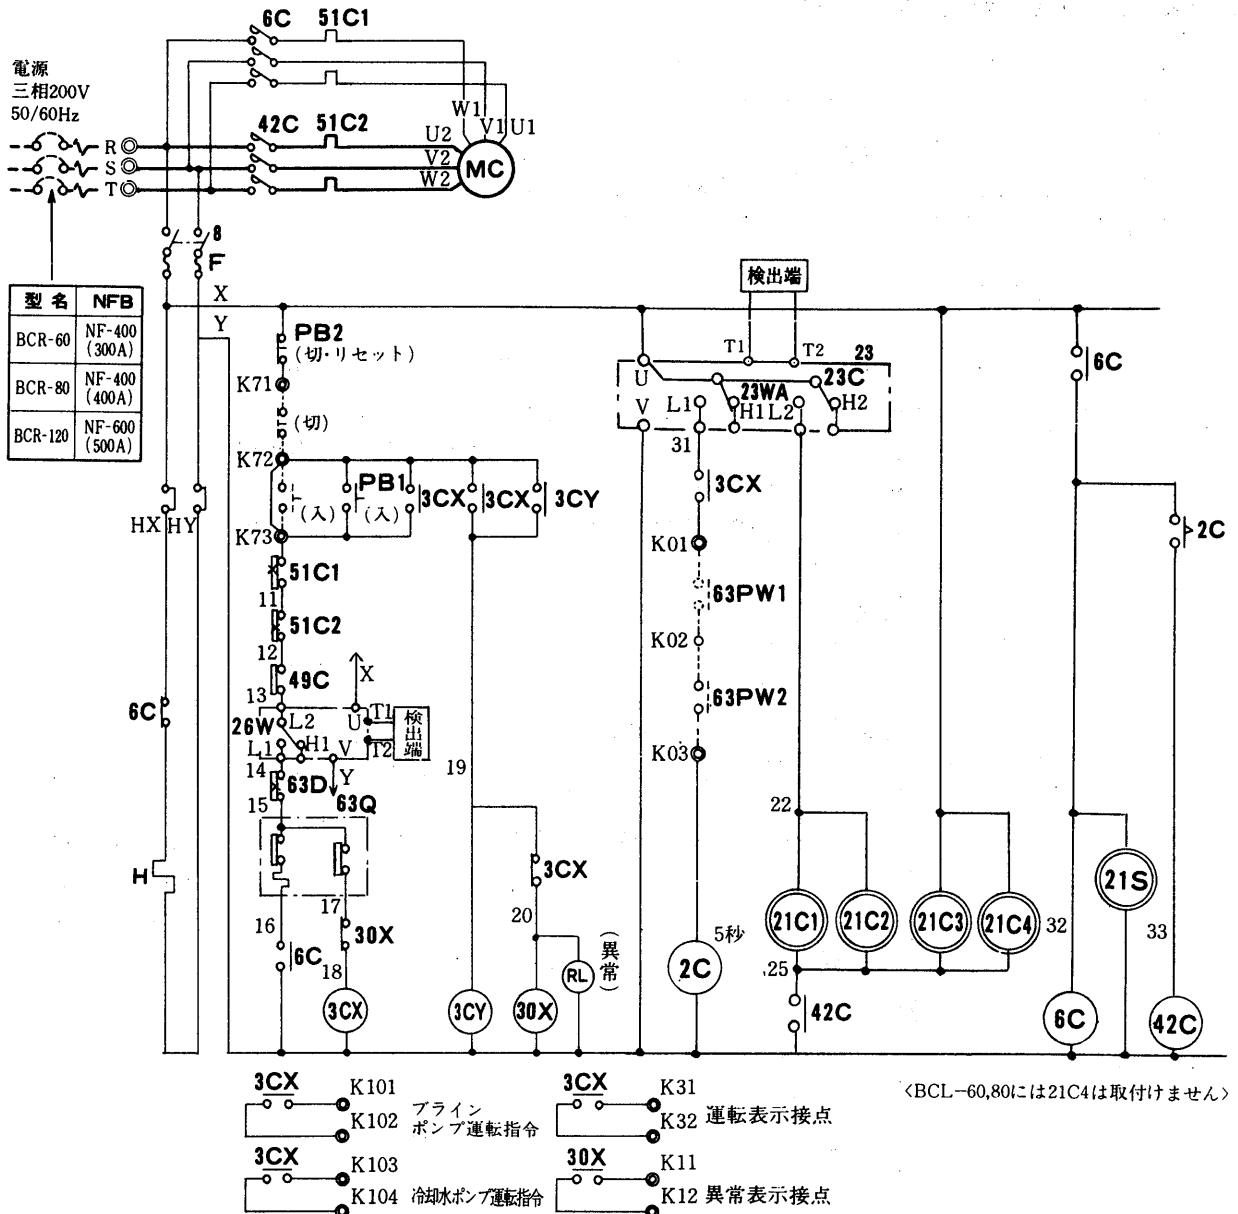 6C 51C1
電源
三相200V
50/60Hz
W1
V1 U1
42C 51C2 U2
R
S V2 MC
T W2
8
F
X
Y
型名 NFB
BCR-60 NF-400 (300A)
BCR-80 NF-400 (400A)
BCR-120 NF-600 (500A)
PB2
(切・リセット)
K71
(切)
K72
PB1
(入) (入)
3CX 3CX 3CY
K73
HX HY
51C1
11
51C2
12
49C
13
X
26W L2 U T1 検出端
L1 H1 V T2
14
63D Y
15
63Q
6C
H
16 17
6C 30X
18
3CX
19
3CX
20
(異常)
RL
3CY 30X
検出端
T1 T2 23
U 23WA 23C
V L1 H1 L2 H2
31
3CX
K01
63PW1
K02
63PW2
K03
5秒
2C
22
21C1 21C2 21C3 21C4
25
42C
6C
2C
21S
32 33
6C 42C
〈BCL-60,80には21C4は取付けません〉
3CX K101
K102 ブライン
ポンプ運転指令
3CX K31
K32 運転表示接点
3CX K103
K104 冷却水ポンプ運転指令
30X K11
K12 異常表示接点